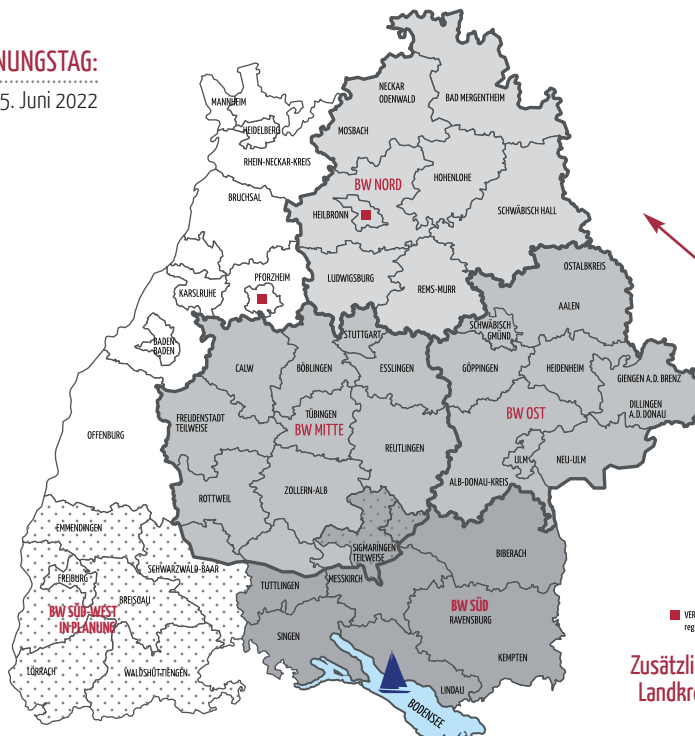 NUNGSTAG:
5. Juni 2022
MANNHEIM
HEIDELBERG
RHEIN-NECKAR-KREIS
BRUCHSAL
NECKAR
ODENWALD
BAD MERGENTHEIM
MOSBACH
BW NORD
HOHENLOHE
HEILBRONN
SCHWÄBISCH HALL
PFORZHEIM
KARSLRUHE
LUDWIGSBURG
REMS-MURR
OSTALBKREIS
AALEN
BADEN
BADEN
STUTTGART
SCHWÄBISCH
GMÜND
CALW
BÖBLINGEN
ESSLINGEN
GÖPPINGEN
HEIDENHEIM
GIENGEN A.D. BRENZ
DILLINGEN
A.D.DONAU
FREUDENSTADT
TEILWEISE
TÜBINGEN
BW MITTE
BW OST
OFFENBURG
REUTLINGEN
ULM
NEU-ULM
ROTTWEIL
ZOLLERN-ALB
ALB-DONAU-KREIS
EMMENDINGEN
SIGMARINGEN
TEILWEISE
BIBERACH
SCHWARZWALD-BAAR
FREIBURG
TUTTLINGEN
MESSKIRCH
BREISGAU
BW SÜD-WEST
IN PLANUNG
BW SÜD
RAVENSBURG
SINGEN
VER
reg
LÖRRACH
WALDSHUT-TIENGEN
KEMPTEN
LINDAU
BODENSEE
Zusätzli
Landkre